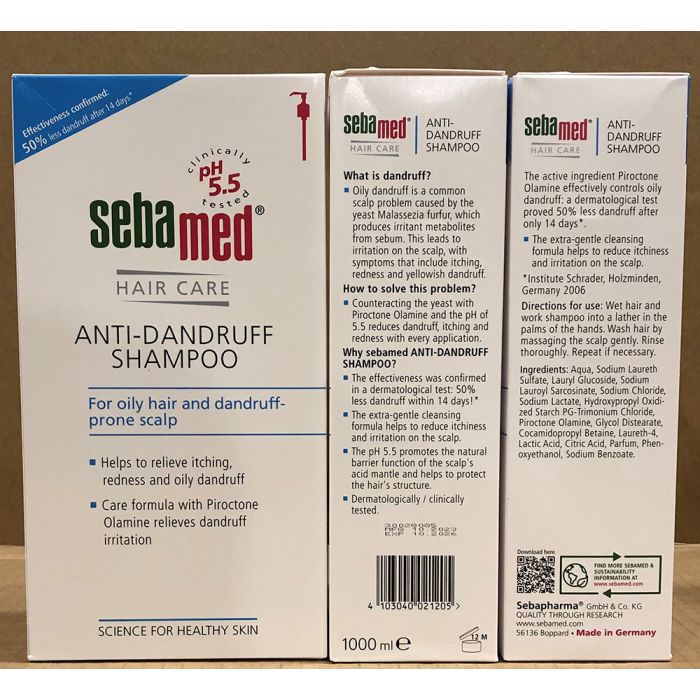 Effectiveness confirmed:
50% less dandruff after 14 days*
clinically
pH
5.5
tested
sebamed®
HAIR CARE
ANTI-DANDRUFF
SHAMPOO
For oily hair and dandruff-
prone scalp
▪ Helps to relieve itching,
redness and oily dandruff
▪ Care formula with Piroctone
Olamine relieves dandruff
irritation
SCIENCE FOR HEALTHY SKIN
sebamed®
HAIR CARE
ANTI-
DANDRUFF
SHAMPOO
What is dandruff?
▪ Oily dandruff is a common
scalp problem caused by the
yeast Malassezia furfur, which
produces irritant metabolites
from sebum. This leads to
irritation on the scalp, with
symptoms that include itching,
redness and yellowish dandruff.
How to solve this problem?
▪ Counteracting the yeast with
Piroctone Olamine and the pH of
5.5 reduces dandruff, itching and
redness with every application.
Why sebamed ANTI-DANDRUFF
SHAMPOO?
▪ The effectiveness was confirmed
in a dermatological test: 50%
less dandruff within 14 days!*
▪ The extra-gentle cleansing
formula helps to reduce itchiness
and irritation on the scalp.
▪ The pH 5.5 promotes the natural
barrier function of the scalp's
acid mantle and helps to protect
the hair's structure.
▪ Dermatologically / clinically
tested.
MFG 10.2023
EXP 10.2026
4 103040 021205
1000 ml ℮
12 M
sebamed®
HAIR CARE
ANTI-
DANDRUFF
SHAMPOO
The active ingredient Piroctone
Olamine effectively controls oily
dandruff: a dermatological test
proved 50% less dandruff after
only 14 days*.
▪ The extra-gentle cleansing
formula helps to reduce itchiness
and irritation on the scalp.
*Institute Schrader, Holzminden,
Germany 2006
Directions for use: Wet hair and
work shampoo into a lather in the
palms of the hands. Wash hair by
massaging the scalp gently. Rinse
thoroughly. Repeat if necessary.
Ingredients: Aqua, Sodium Laureth
Sulfate, Lauryl Glucoside, Sodium
Lauroyl Sarcosinate, Sodium Chloride,
Sodium Lactate, Hydroxypropyl Oxidi-
zed Starch PG-Trimonium Chloride,
Piroctone Olamine, Glycol Distearate,
Cocamidopropyl Betaine, Laureth-4,
Lactic Acid, Citric Acid, Parfum, Phen-
oxyethanol, Sodium Benzoate.
Download here
FIND MORE SEBAMED &
SUSTAINABILITY
INFORMATION AT
www.sebamed.com
Sebapharma® GmbH & Co. KG
QUALITY THROUGH RESEARCH
www.sebamed.com
56136 Boppard • Made in Germany